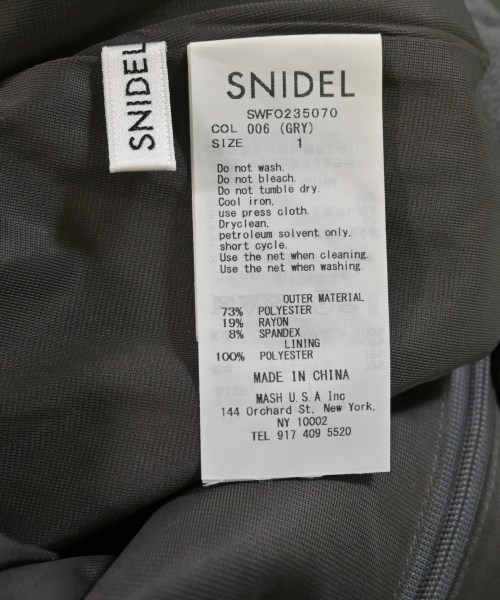 SNIDEL
SNIDEL
SWFO235070
COL 006 (GRY)
SIZE 1
Do not wash.
Do not bleach.
Do not tumble dry.
Cool iron,
use press cloth.
Dryclean,
petroleum solvent only,
short cycle.
Use the net when cleaning.
Use the net when washing.
OUTER MATERIAL
73% POLYESTER
19% RAYON
8% SPANDEX
LINING
100% POLYESTER
MADE IN CHINA
MASH U.S.A Inc
144 Orchard St. New York,
NY 10002
TEL 917 409 5520